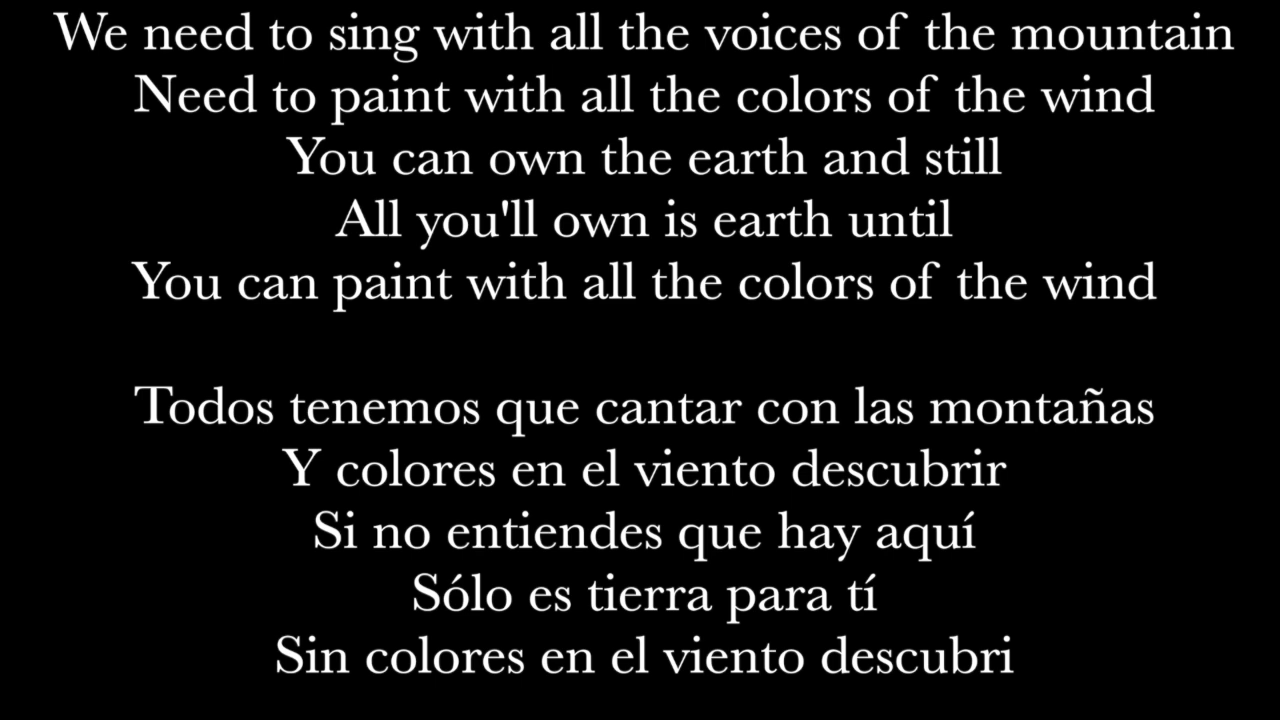 We need to sing with all the voices of the mountain
Need to paint with all the colors of the wind
You can own the earth and still
All you'll own is earth until
You can paint with all the colors of the wind
Todos tenemos que cantar con las montañas
Y colores en el viento descubrir
Si no entiendes que hay aquí
Sólo es tierra para tí
Sin colores en el viento descubri